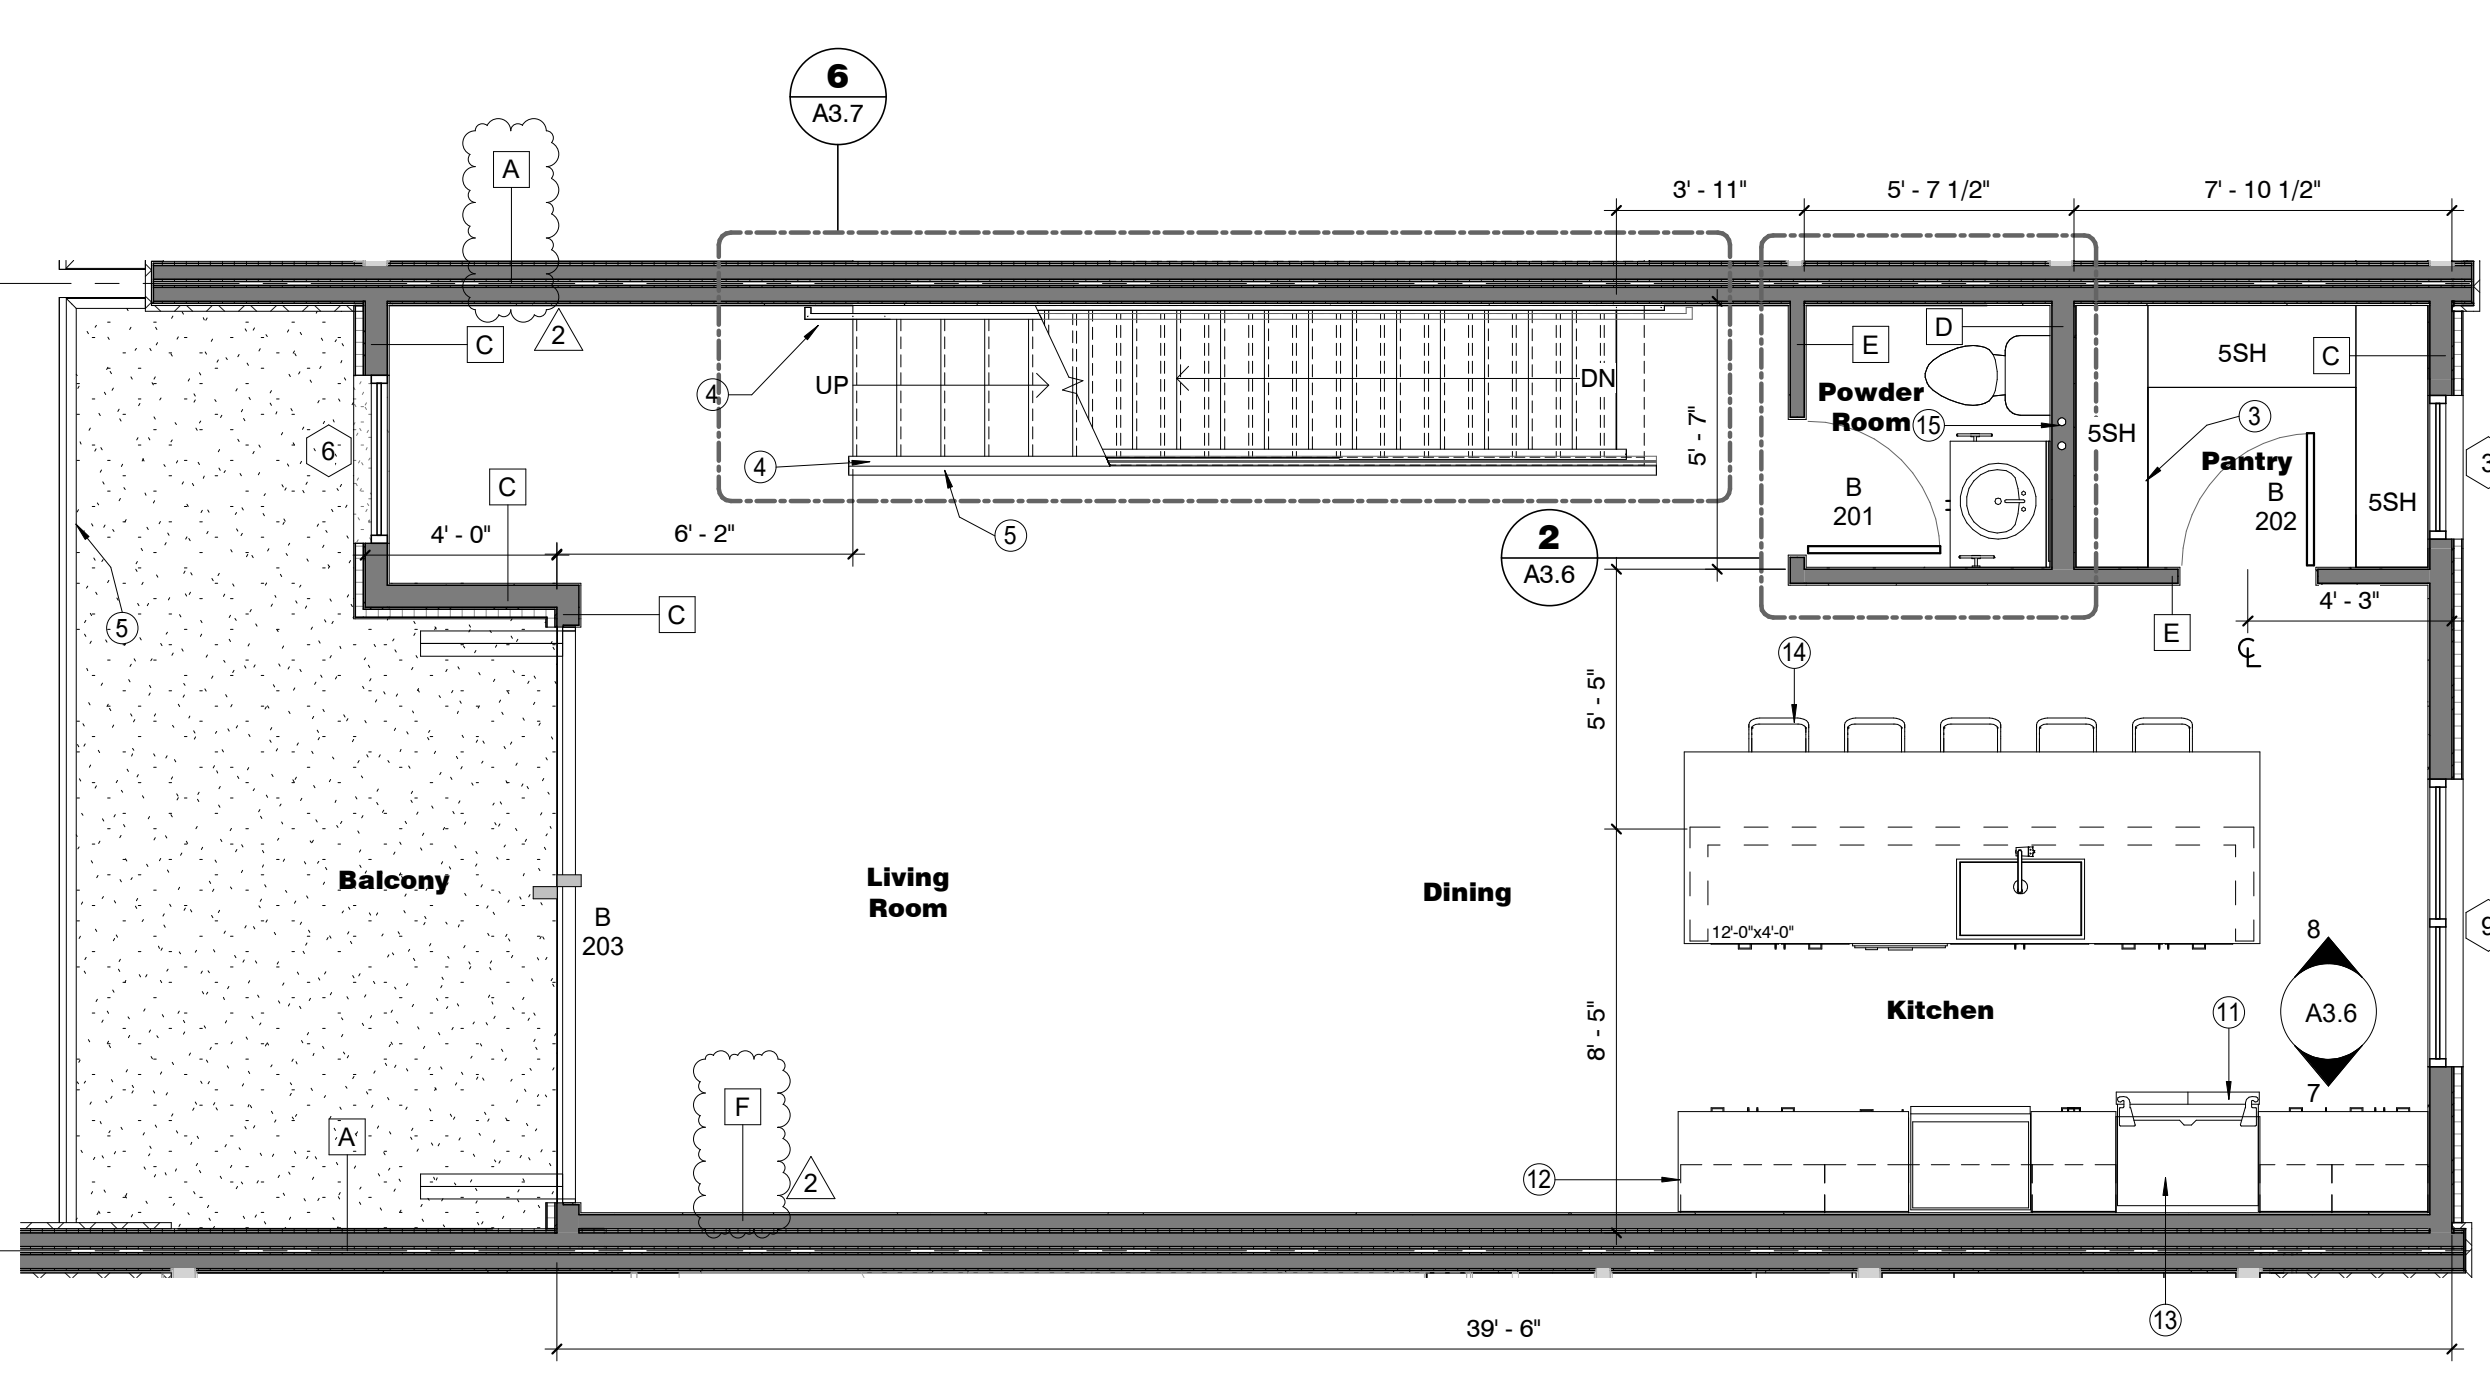 6
A3.7
A
3' - 11"
5' - 7 1/2"
7' - 10 1/2"
C
2
E
D
5SH
C
UP
DN
4
Powder
Room
15
5SH
3
Pantry
6
4
5' - 7"
B
201
B
202
5SH
3
C
4' - 0"
6' - 2"
5
2
A3.6
4' - 3"
5
C
E
CL
14
5' - 5"
Balcony
Living
Room
Dining
B
203
12'-0"x4'-0"
8
9
Kitchen
11
A3.6
8' - 5"
7
F
A
2
12
13
39' - 6"